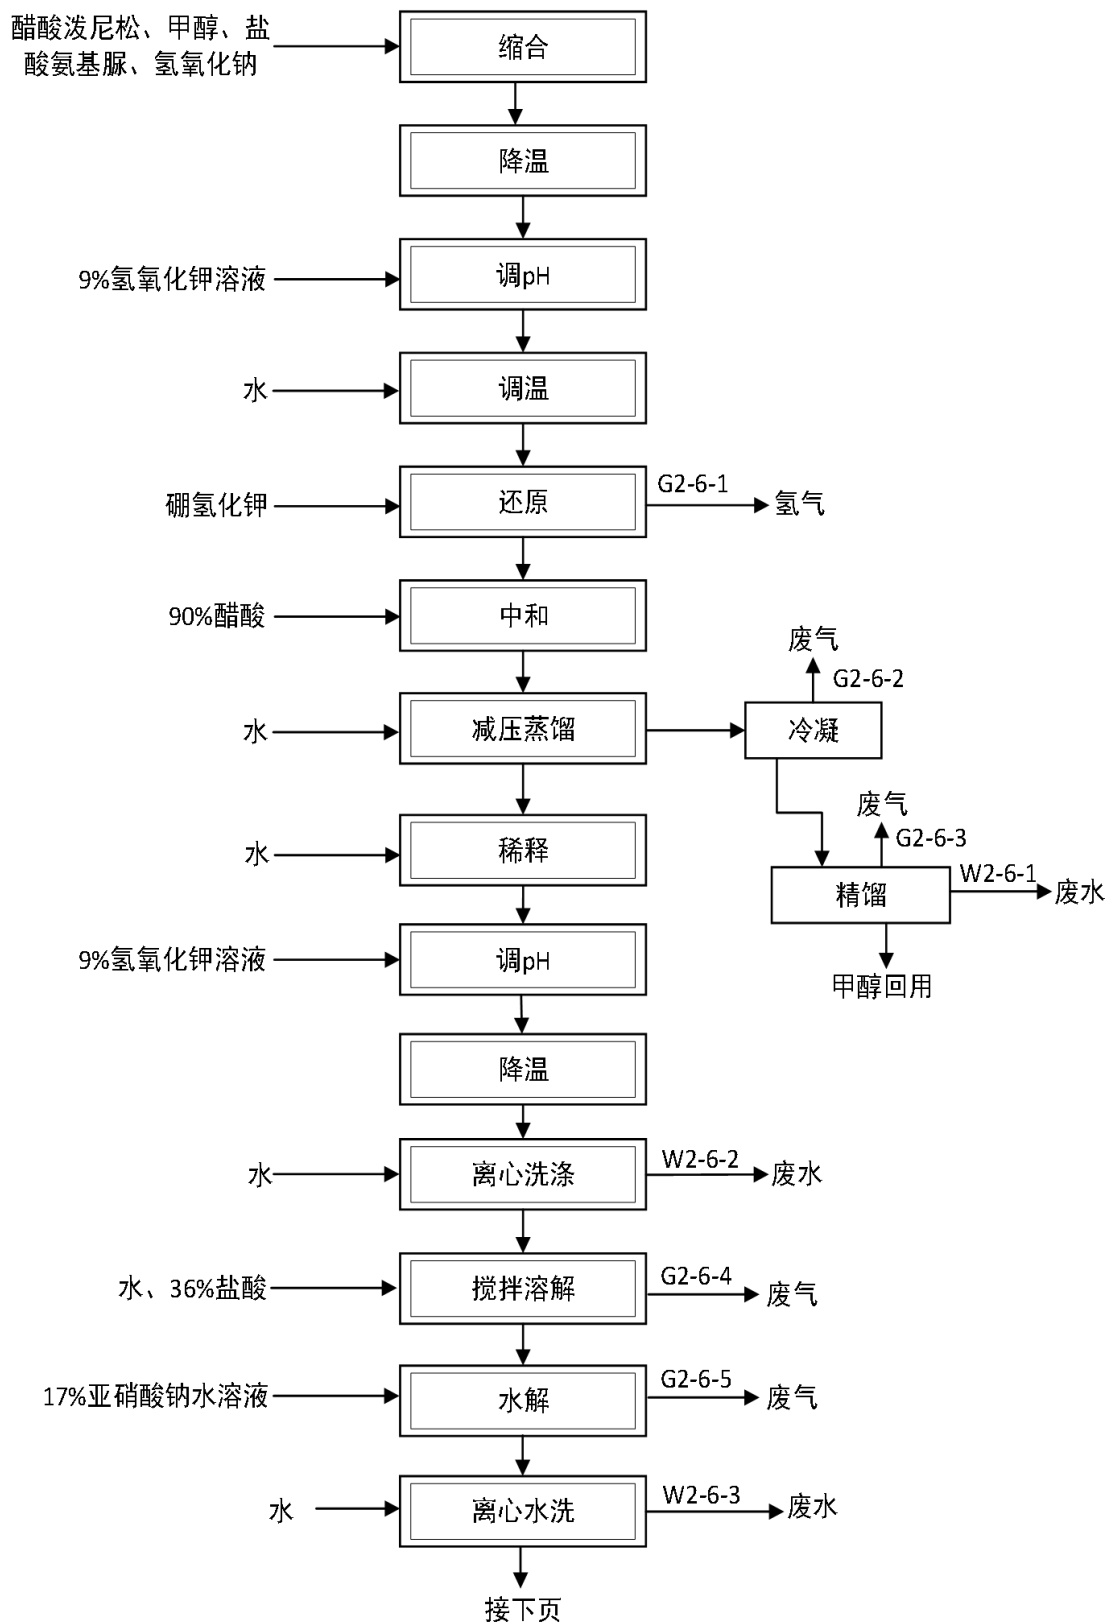 醋酸泼尼松、甲醇、盐
酸氨基脲、氢氧化钠
缩合
降温
9%氢氧化钾溶液
调pH
水
调温
硼氢化钾
还原
G2-6-1
氢气
90%醋酸
中和
废气
G2-6-2
水
减压蒸馏
冷凝
废气
G2-6-3
水
稀释
精馏
W2-6-1
废水
9%氢氧化钾溶液
调pH
甲醇回用
降温
水
离心洗涤
W2-6-2
废水
水、36%盐酸
搅拌溶解
G2-6-4
废气
17%亚硝酸钠水溶液
水解
G2-6-5
废气
水
离心水洗
W2-6-3
废水
接下页